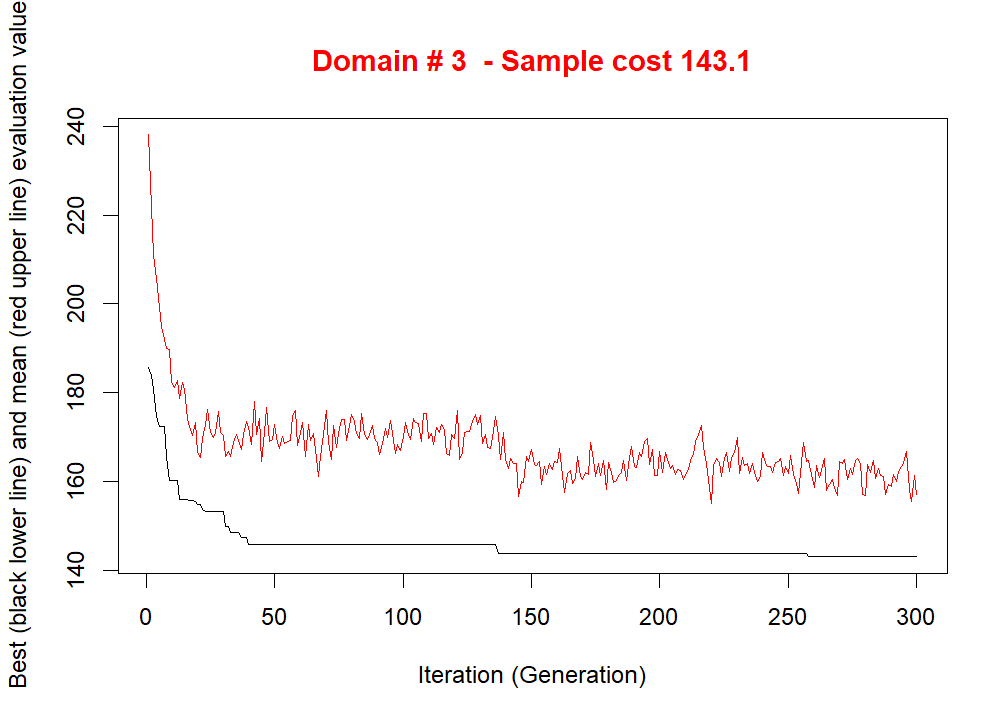 Domain # 3  - Sample cost 143.1
Best (black lower line) and mean (red upper line) evaluation value
240
220
200
180
160
140
0 50 100 150 200 250 300
Iteration (Generation)